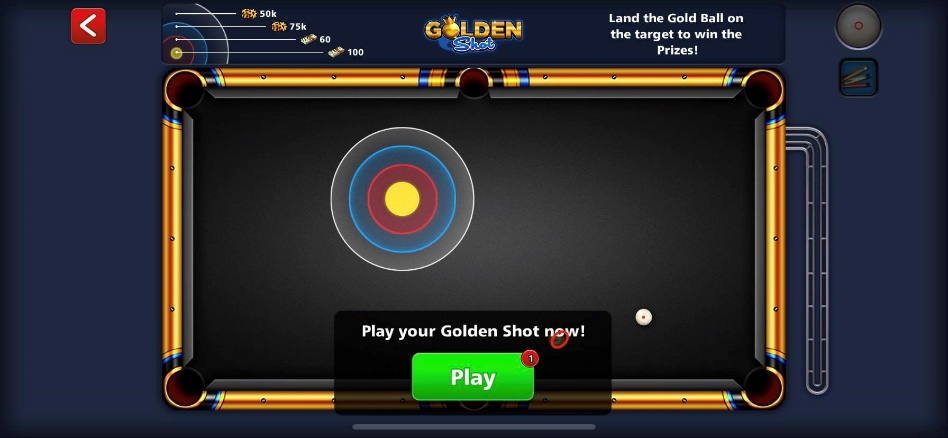 50k
75k
60
100
GOLDEN
Shot
Land the Gold Ball on
the target to win the
Prizes!
Play your Golden Shot now!
1
Play